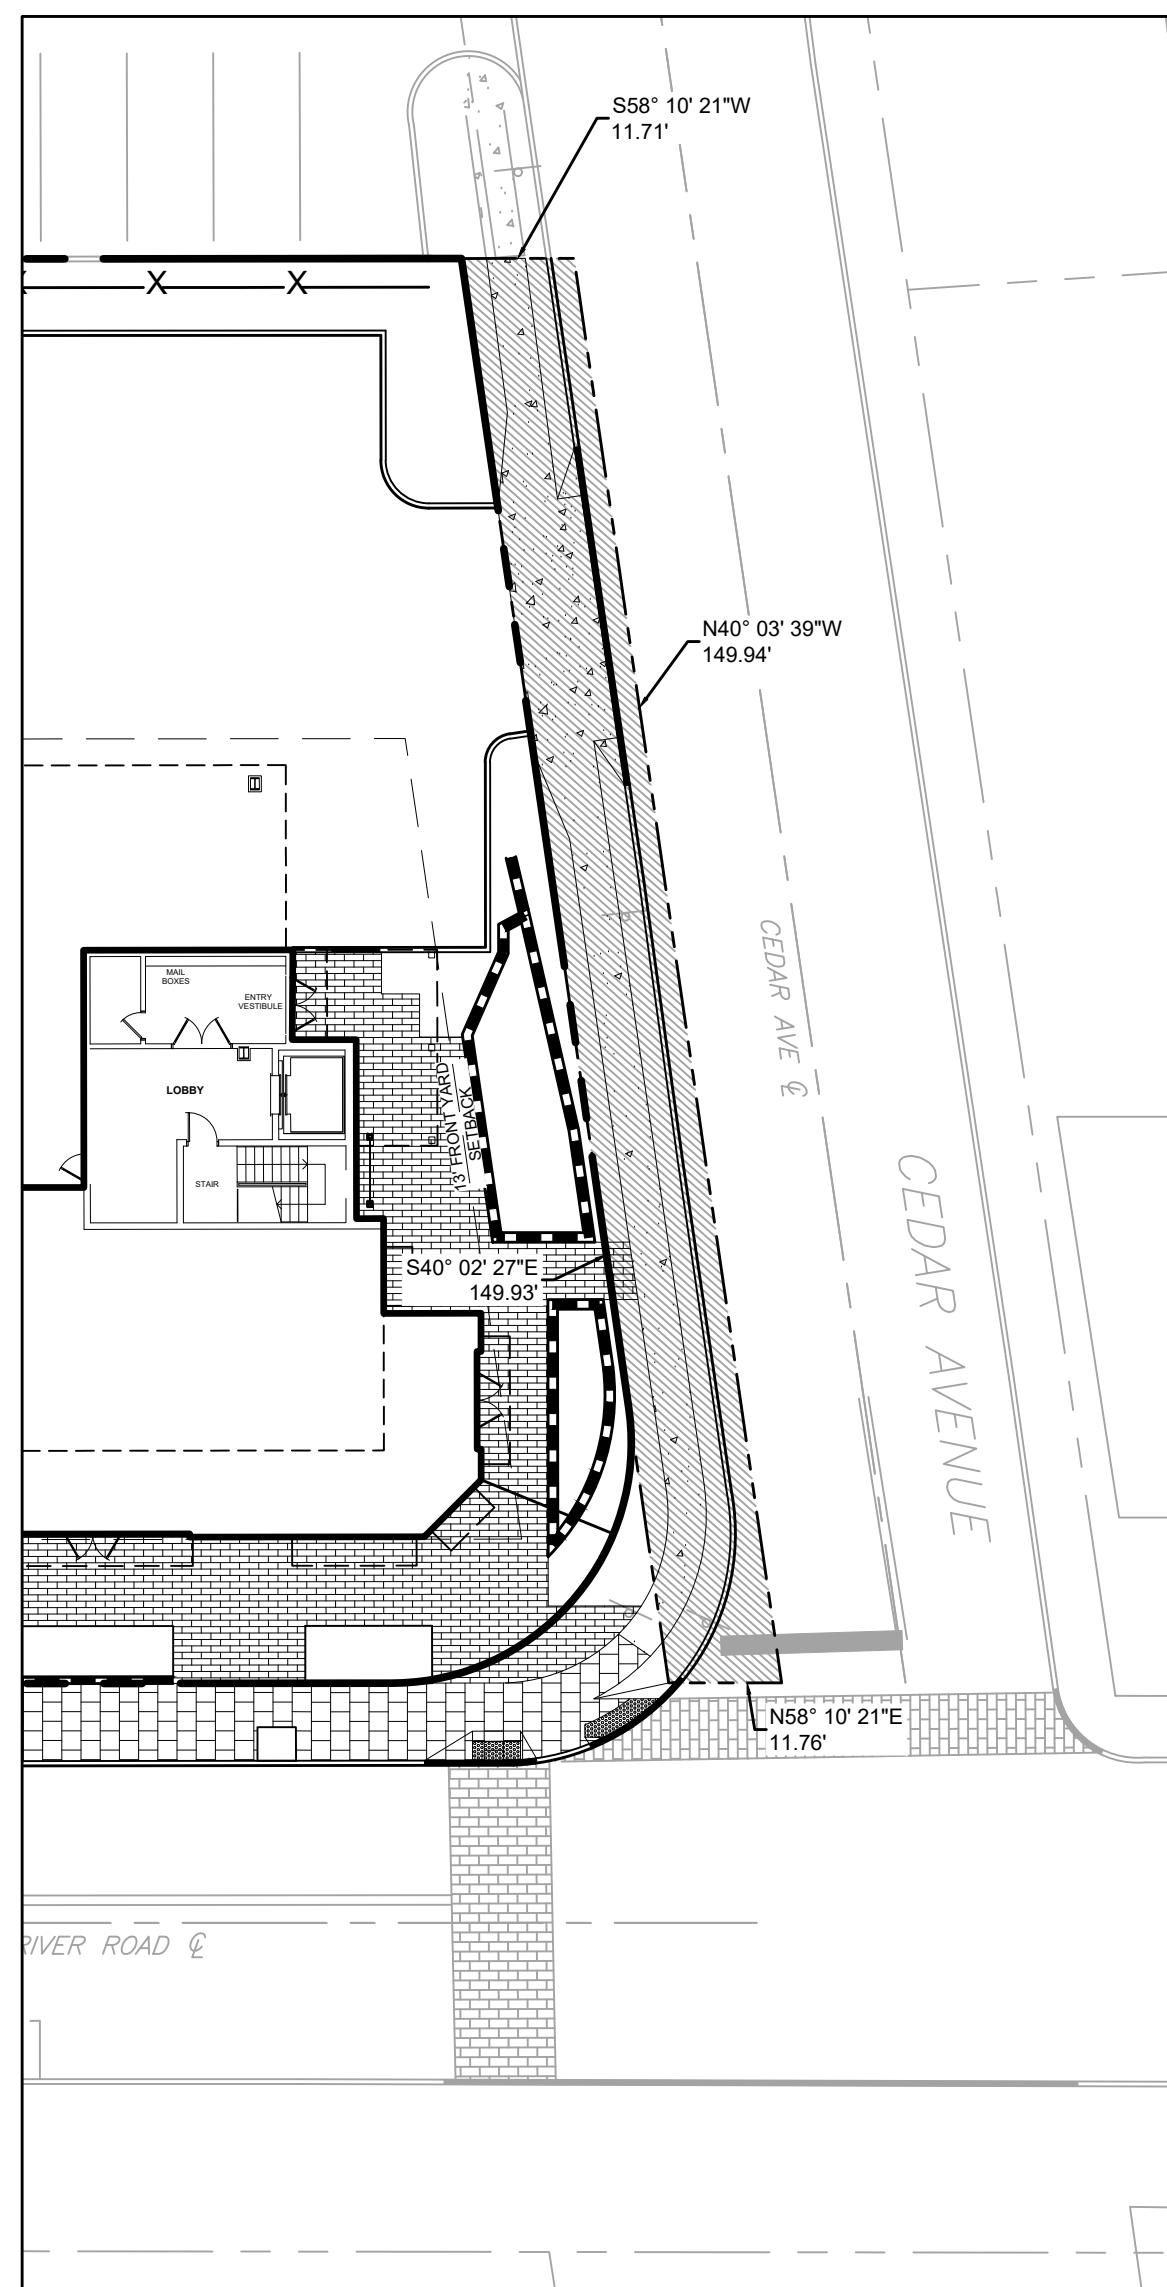 S58° 10' 21"W
11.71'
X
X
X
N40° 03' 39"W
149.94'
CEDAR AVE ℄
MAIL
BOXES
ENTRY
VESTIBULE
LOBBY
13' FRONT YARD
SETBACK
STAIR
CEDAR AVENUE
S40° 02' 27"E
149.93'
N58° 10' 21"E
11.76'
RIVER ROAD ℄